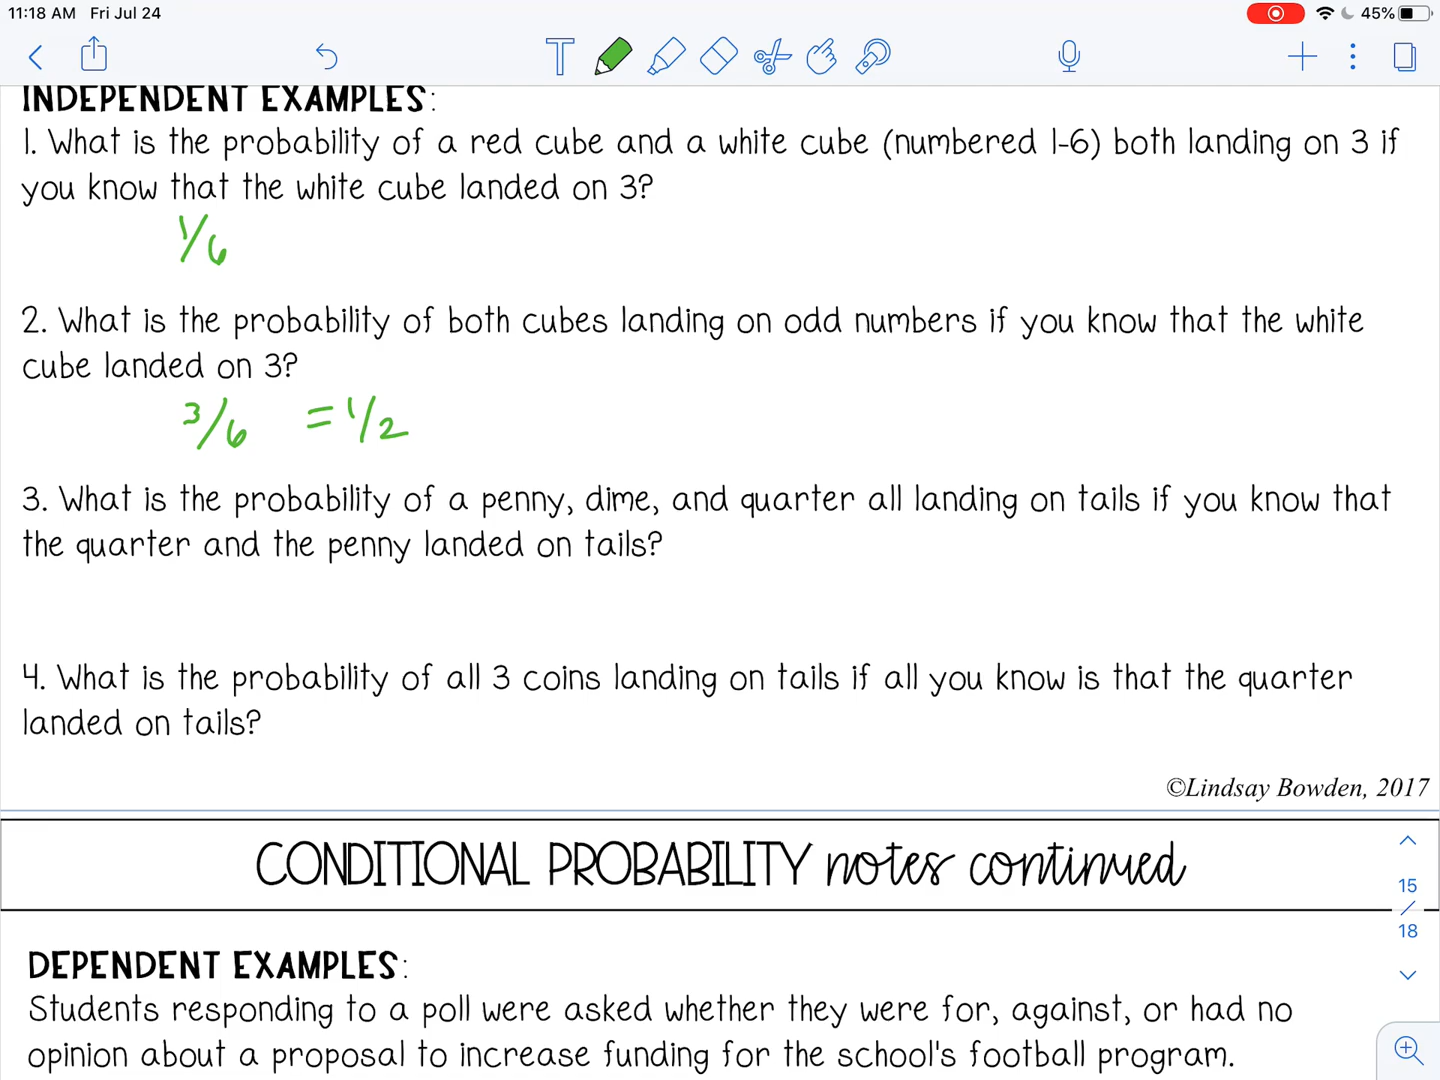 11:18 AM Fri Jul 24
45%
INDEPENDENT EXAMPLES:
1. What is the probability of a red cube and a white cube (numbered 1-6) both landing on 3 if
you know that the white cube landed on 3?
1/6
2. What is the probability of both cubes landing on odd numbers if you know that the white
cube landed on 3?
3/6 = 1/2
3. What is the probability of a penny, dime, and quarter all landing on tails if you know that
the quarter and the penny landed on tails?
4. What is the probability of all 3 coins landing on tails if all you know is that the quarter
landed on tails?
©Lindsay Bowden, 2017
CONDITIONAL PROBABILITY notes continued
15
/
18
DEPENDENT EXAMPLES:
Students responding to a poll were asked whether they were for, against, or had no
opinion about a proposal to increase funding for the school's football program.